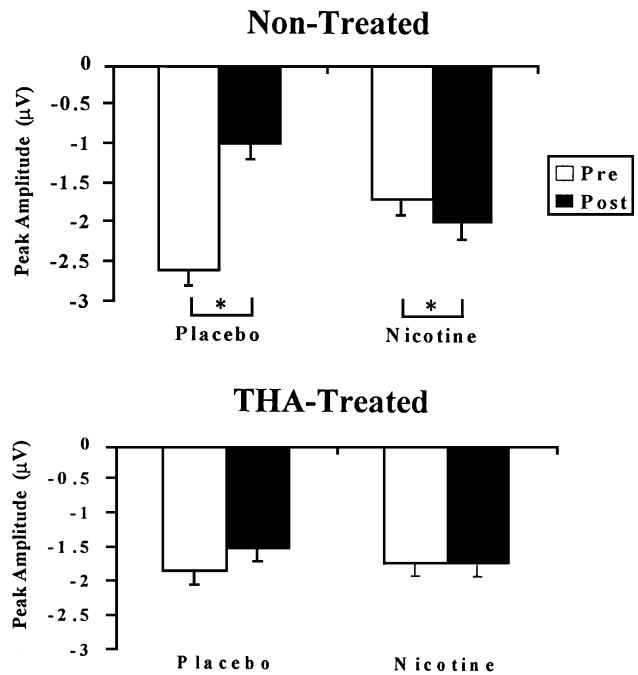 Non-Treated
Peak Amplitude (µV)
0
-0.5
-1
-1.5
-2
-2.5
-3
Pre
Post
* *
Placebo Nicotine
THA-Treated
Peak Amplitude (µV)
0
-0.5
-1
-1.5
-2
-2.5
-3
Placebo Nicotine